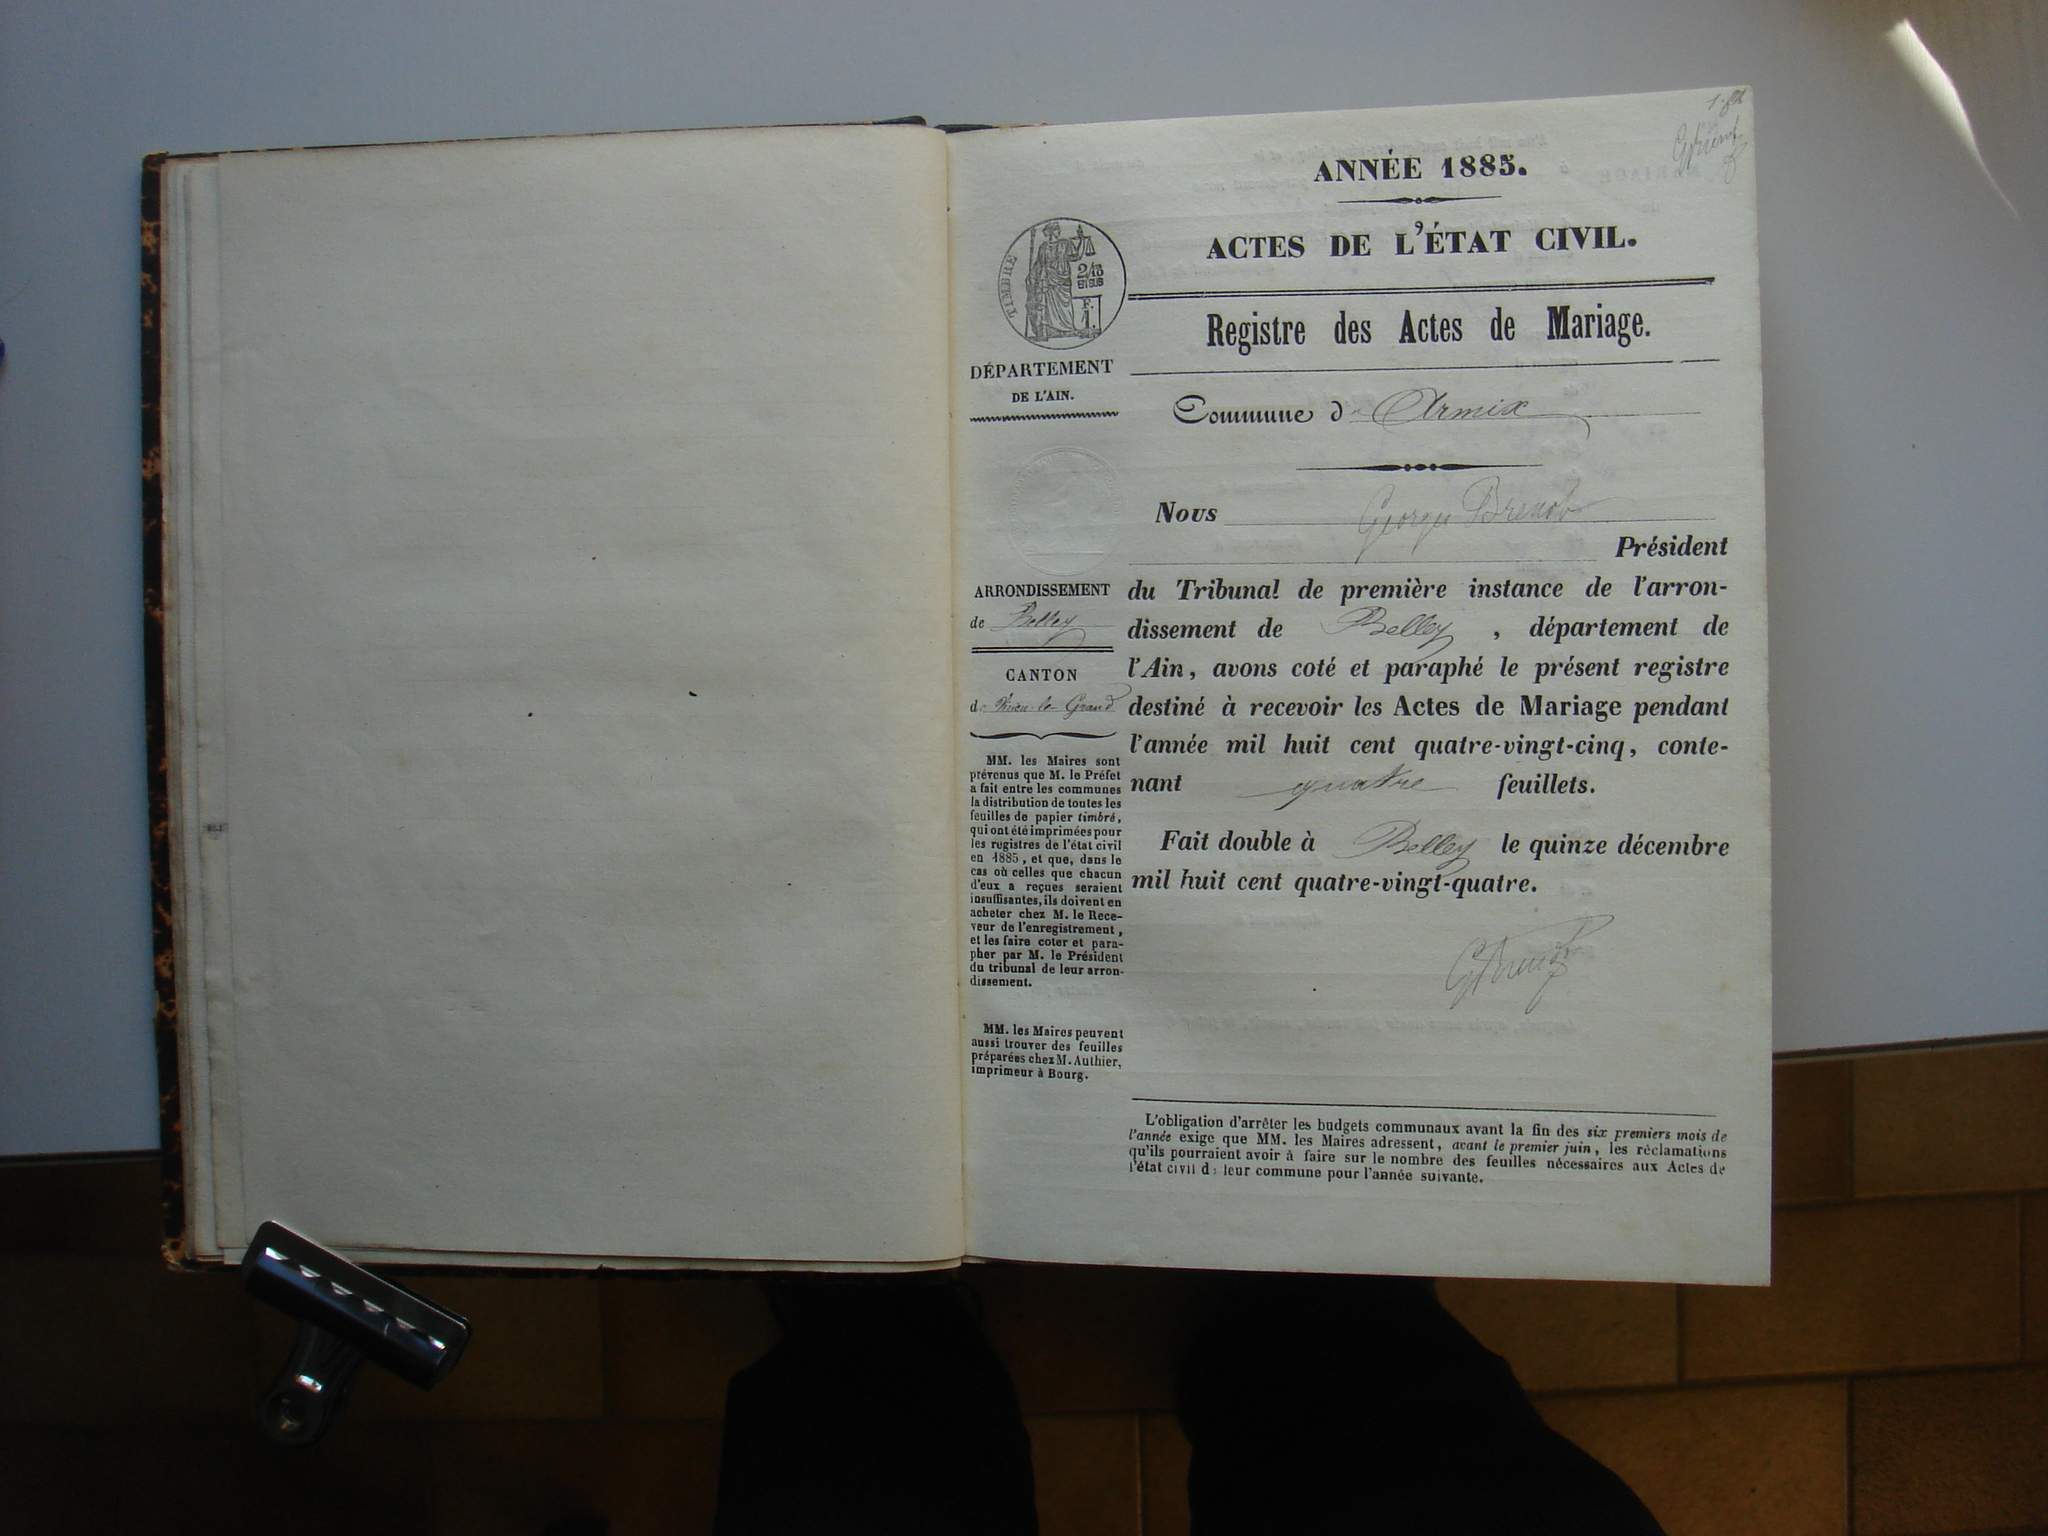 ANNÉE 1885.
ACTES DE L'ÉTAT CIVIL.
Registre des Actes de Mariage.
Commune d'Armix
TIMBRE
2/10
EN SUS
F.
1.
DÉPARTEMENT
DE L'AIN.
ARRONDISSEMENT
de Belley
CANTON
de Virieu-le-Grand
MM. les Maires sont
prévenus que M. le Préfet
a fait entre les communes
la distribution de toutes les
feuilles de papier timbré,
qui ont été imprimées pour
les registres de l'état civil
en 1885, et que, dans le
cas où celles que chacun
d'eux a reçues seraient
insuffisantes, ils doivent en
acheter chez M. le Rece-
veur de l'enregistrement,
et les faire coter et para-
pher par M. le Président
du tribunal de leur arron-
dissement.
MM. les Maires peuvent
aussi trouver des feuilles
préparées chez M. Authier,
imprimeur à Bourg.
Nous Georges
Président
du Tribunal de première instance de l'arron-
dissement de Belley, département de
l'Ain, avons coté et paraphé le présent registre
destiné à recevoir les Actes de Mariage pendant
l'année mil huit cent quatre-vingt-cinq, conte-
nant quatre feuillets.
Fait double à Belley le quinze décembre
mil huit cent quatre-vingt-quatre.
L'obligation d'arrêter les budgets communaux avant la fin des six premiers mois de
l'année exige que MM. les Maires adressent, avant le premier juin, les réclamations
qu'ils pourraient avoir à faire sur le nombre des feuilles nécessaires aux Actes de
l'état civil d: leur commune pour l'année suivante.